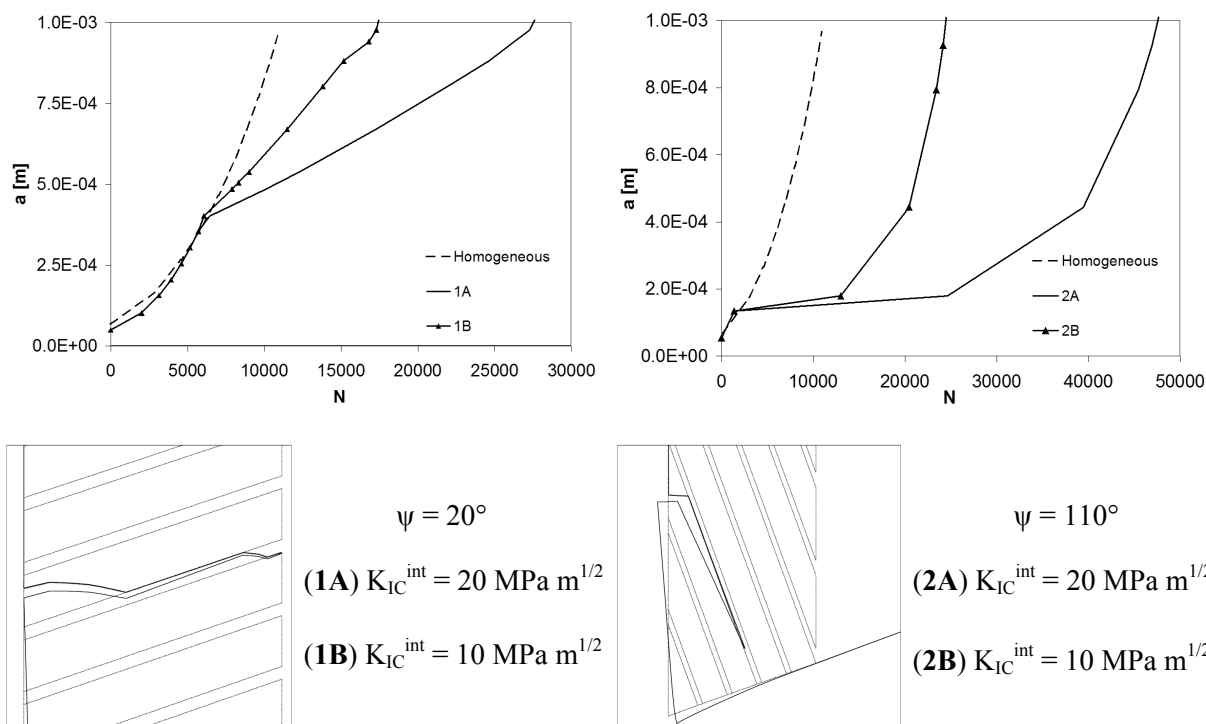 1.0E-03
7.5E-04
5.0E-04
2.5E-04
0.0E+00
a [m]
0 5000 10000 15000 20000 25000 30000
N
Homogeneous
1A
1B
1.0E-03
8.0E-04
6.0E-04
4.0E-04
2.0E-04
0.0E+00
a [m]
0 10000 20000 30000 40000 50000
N
Homogeneous
2A
2B
ψ = 20°
(1A) K_IC^int = 20 MPa m^1/2
(1B) K_IC^int = 10 MPa m^1/2
ψ = 110°
(2A) K_IC^int = 20 MPa m^1/2
(2B) K_IC^int = 10 MPa m^1/2